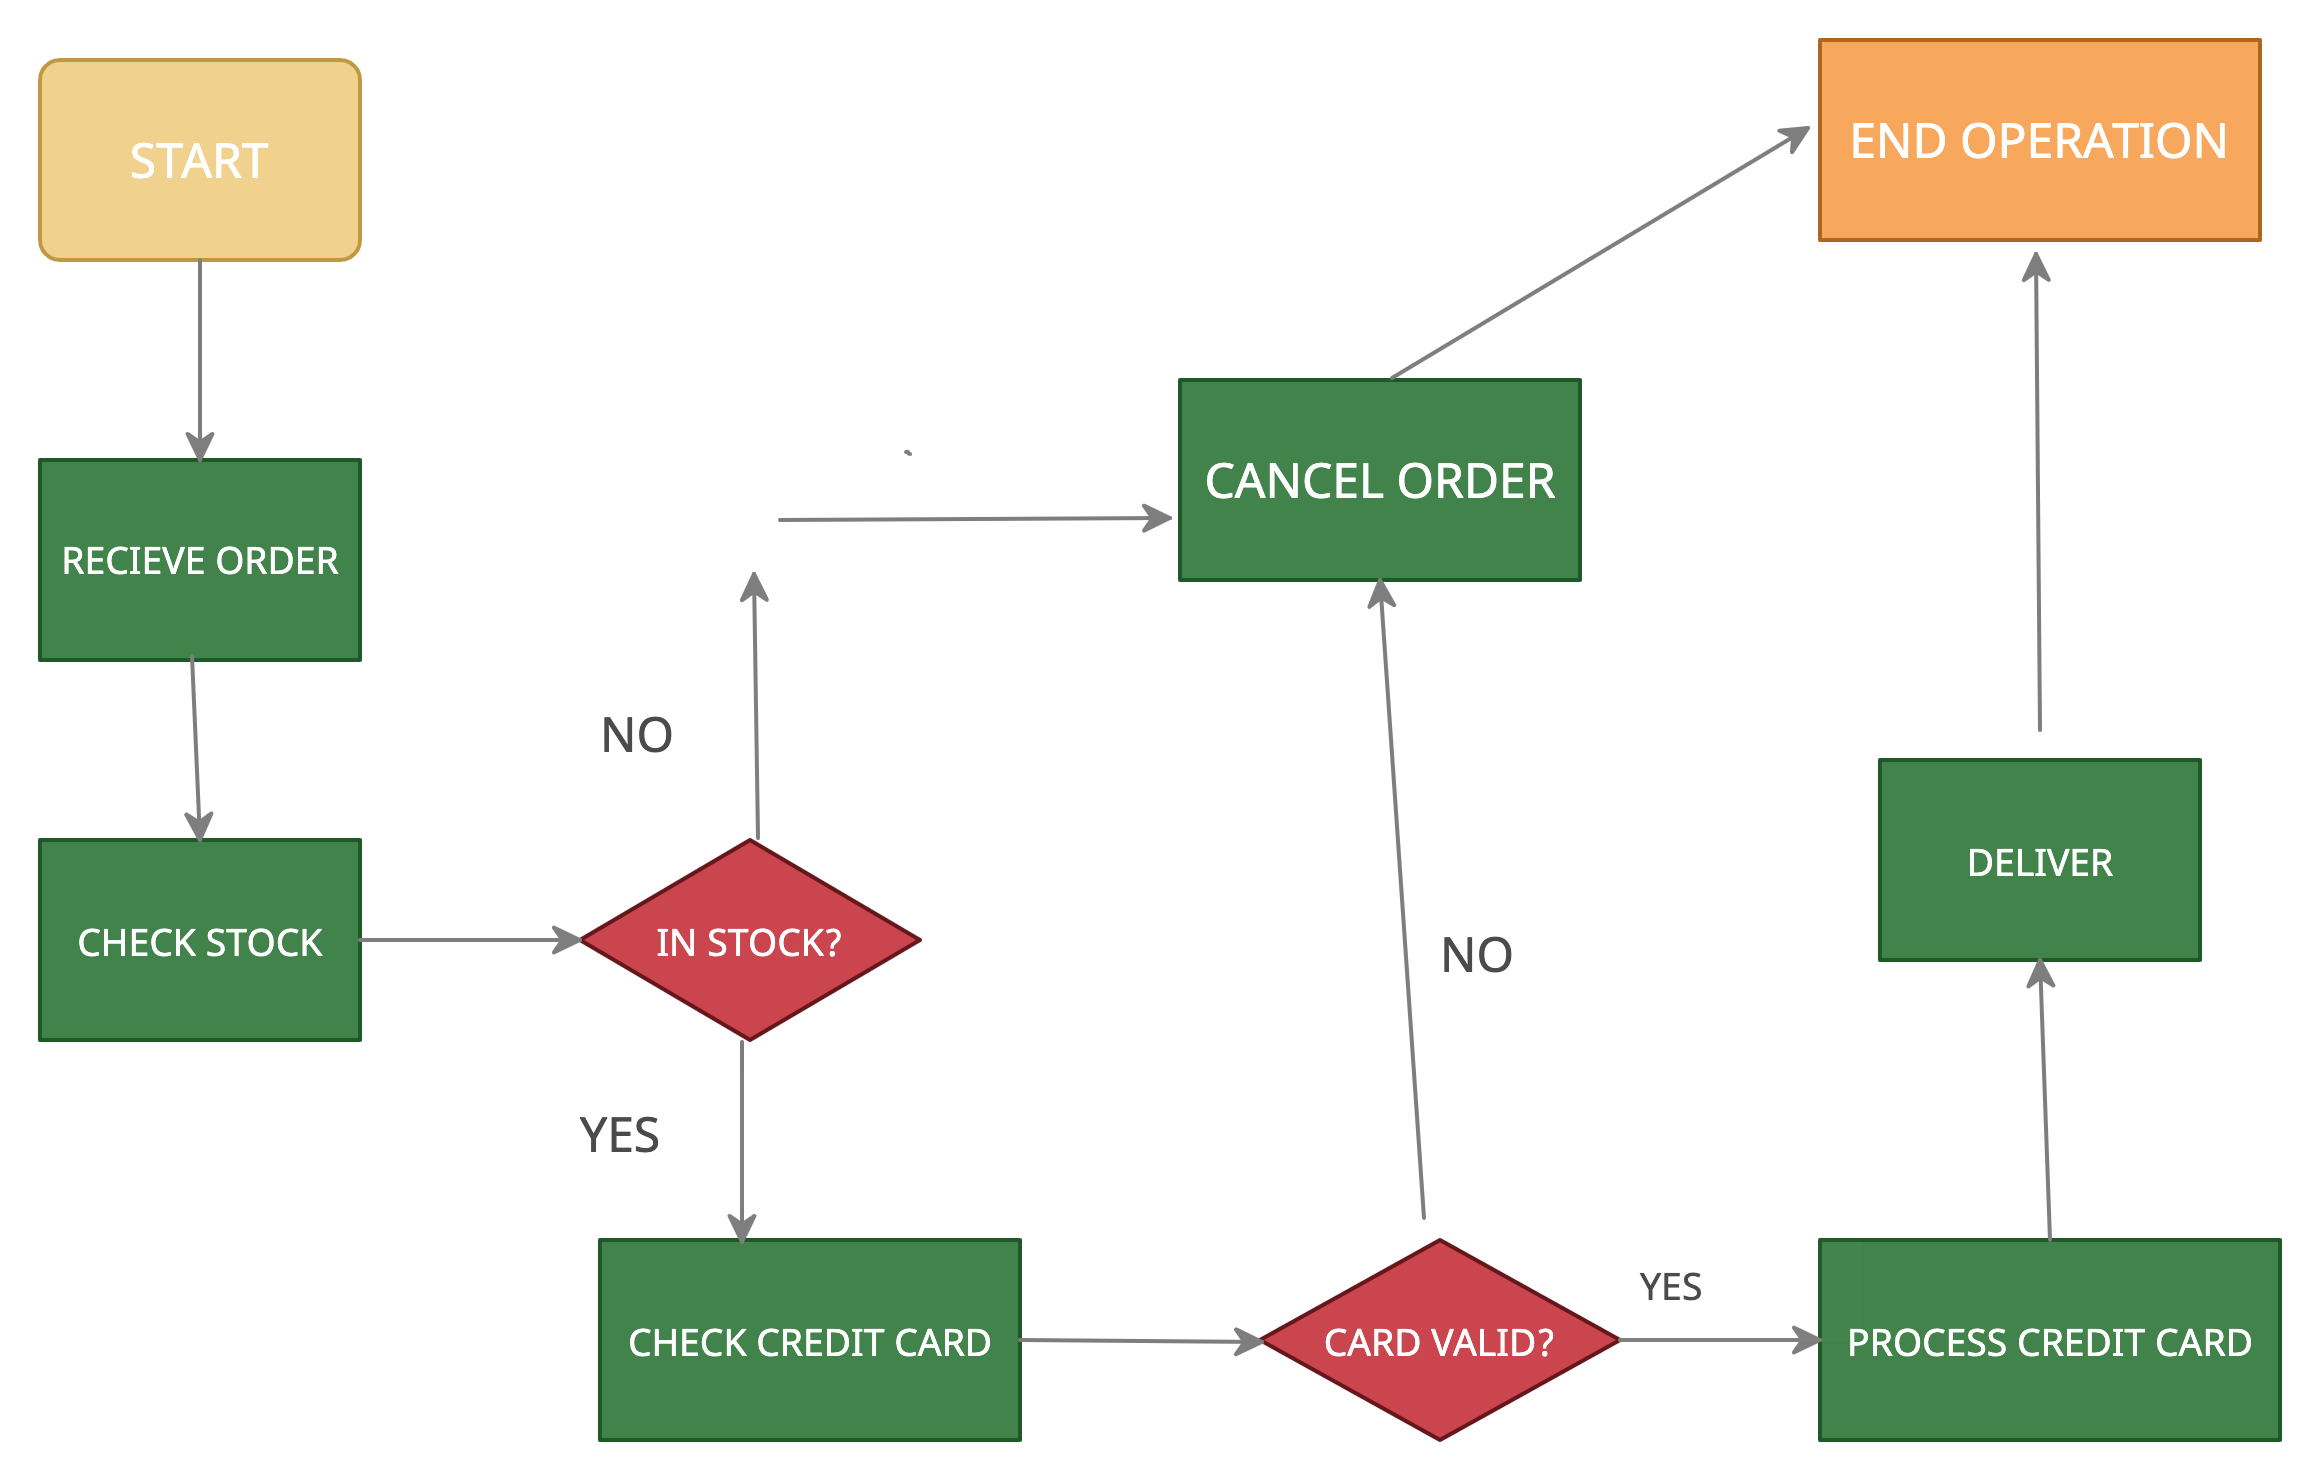 START
END OPERATION
CANCEL ORDER
RECIEVE ORDER
NO
DELIVER
CHECK STOCK
IN STOCK?
NO
YES
YES
CHECK CREDIT CARD
CARD VALID?
PROCESS CREDIT CARD